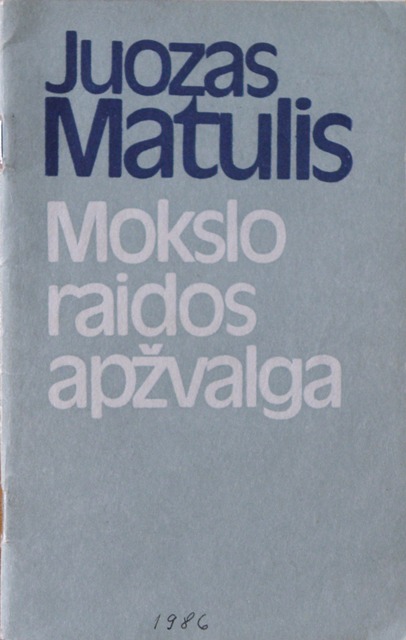 Juozas
Matulis
Mokslo
raidos
apžvalga
1986